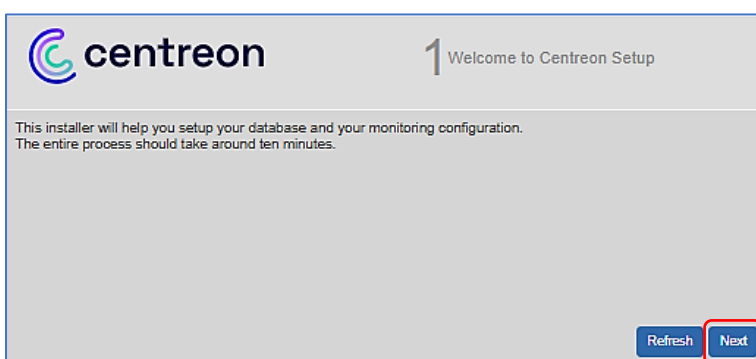 centreon
1 Welcome to Centreon Setup
This installer will help you setup your database and your monitoring configuration.
The entire process should take around ten minutes.
Refresh Next